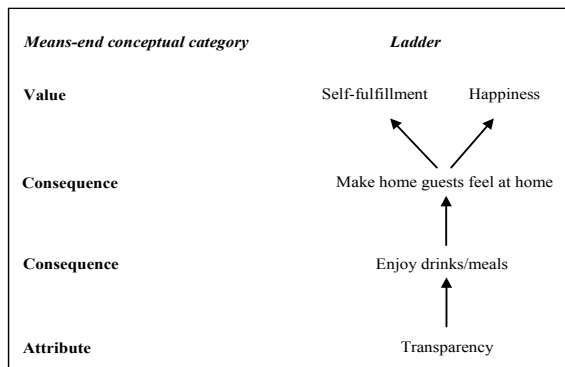 Means-end conceptual category Ladder
Value Self-fulfillment Happiness
Consequence Make home guests feel at home
Consequence Enjoy drinks/meals
Attribute Transparency